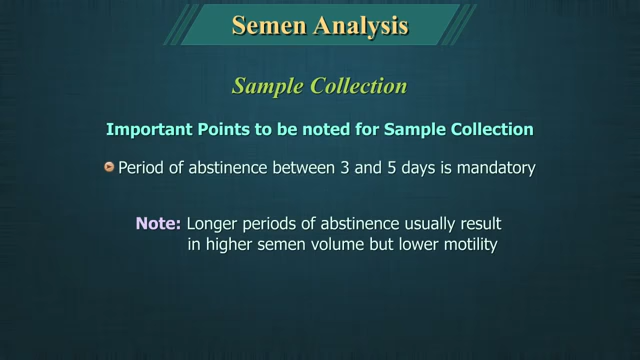 Semen Analysis
Sample Collection
Important Points to be noted for Sample Collection
Period of abstinence between 3 and 5 days is mandatory
Note: Longer periods of abstinence usually result
in higher semen volume but lower motility